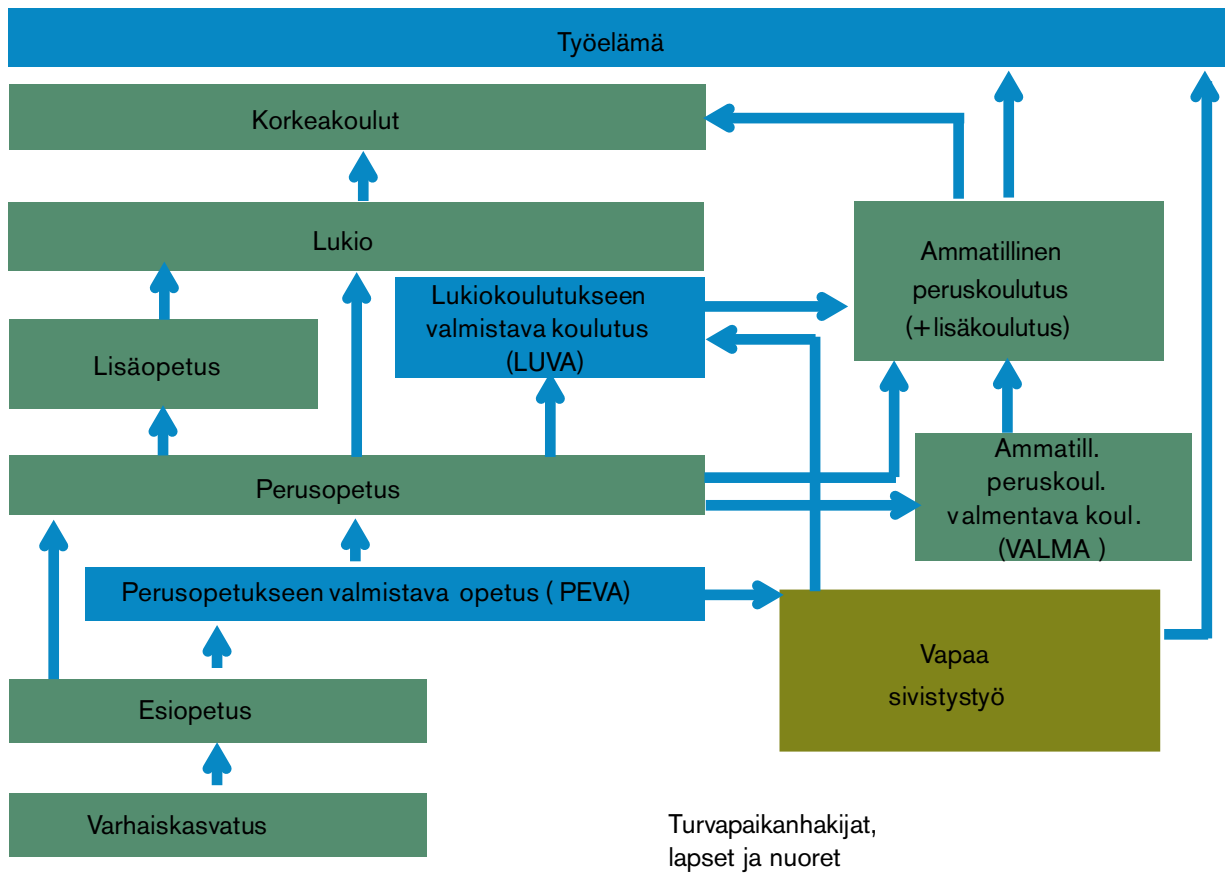 Työelämä
Korkeakoulut
Lukio
Ammatillinen
peruskoulutus
(+lisäkoulutus)
Lukiokoulutukseen
valmistava koulutus
(LUVA)
Lisäopetus
Ammatill.
peruskoul.
valmentava koul.
(VALMA )
Perusopetus
Perusopetukseen valmistava opetus ( PEVA)
Vapaa
sivistystyö
Esiopetus
Varhaiskasvatus
Turvapaikanhakijat,
lapset ja nuoret